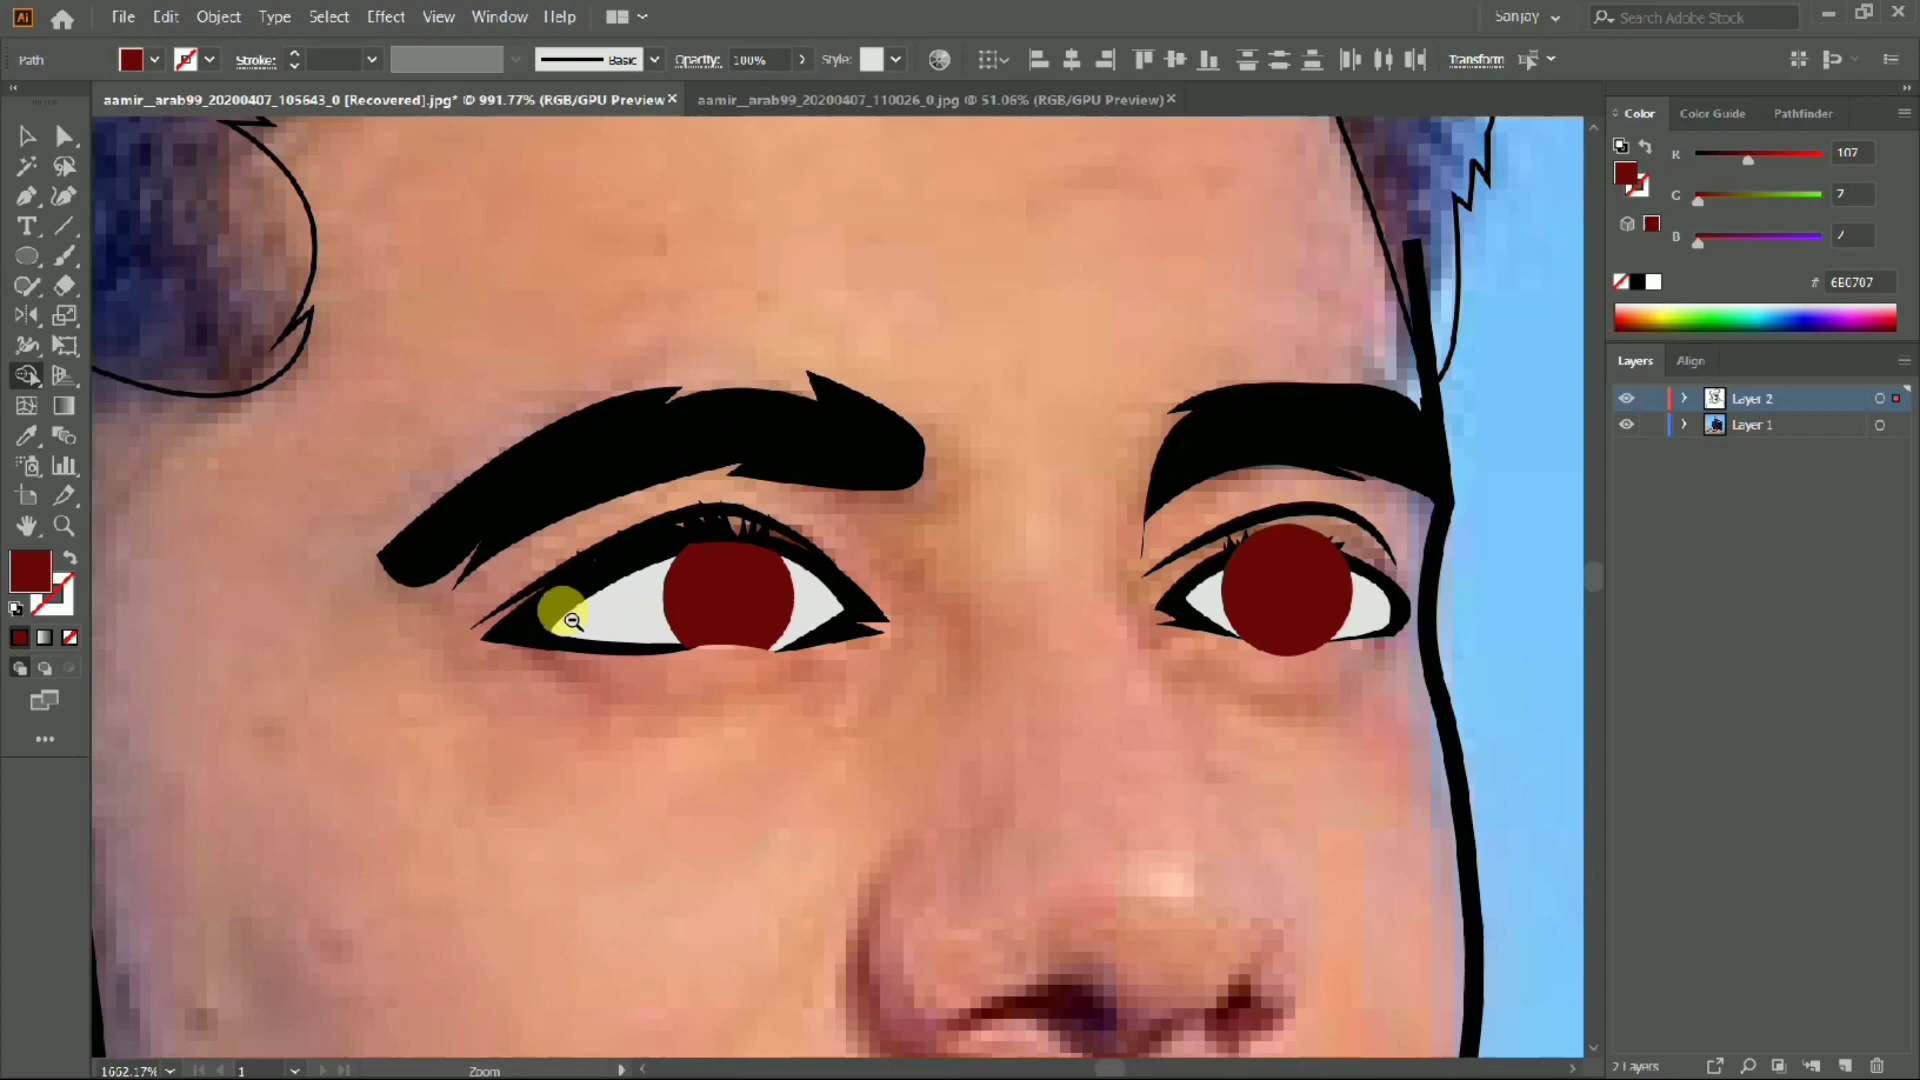 Ai File Edit Object Type Select Effect View Window Help Sanjay Search Adobe Stock
Path Stroke: Basic Opacity: 100% Style: Transform
aamir__arab99_20200407_105643_0 [Recovered].jpg* @ 991.77% (RGB/GPU Preview × aamir__arab99_20200407_110026_0.jpg @ 51.06% (RGB/GPU Preview) ×
Color Color Guide Pathfinder
R 107
G 7
B 7
# 6B0707
Layers Align
Layer 2
Layer 1
1662.17% 1 Zoom
2 Layers